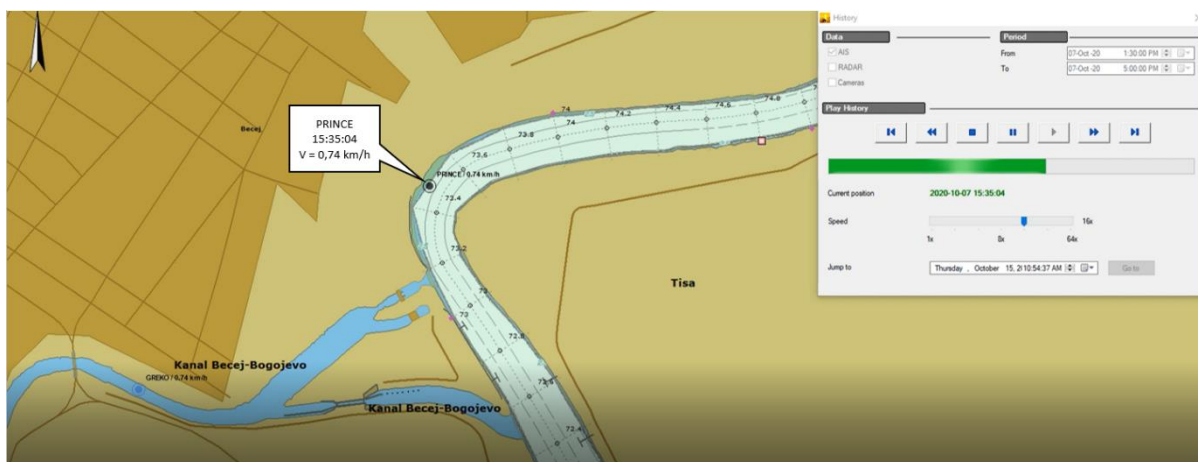 PRINCE
15:35:04
V = 0,74 km/h
Becej
PRINCE / 0.74 km/h
74
74
74.2
74.4
74.6
74.8
73.8
73.6
73.4
73.2
73
73
72.8
72.6
72.4
Tisa
Kanal Becej-Bogojevo
GREKO / 0.74 km/h
Kanal Becej-Bogojevo
History
Data
Period
AIS
From 07-Oct -20 1:30:00 PM
RADAR
To 07-Oct -20 5:00:00 PM
Cameras
Play History
Current position 2020-10-07 15:35:04
Speed 16x
1x 8x 64x
Jump to Thursday , October 15, 2( 10:54:37 AM Go to